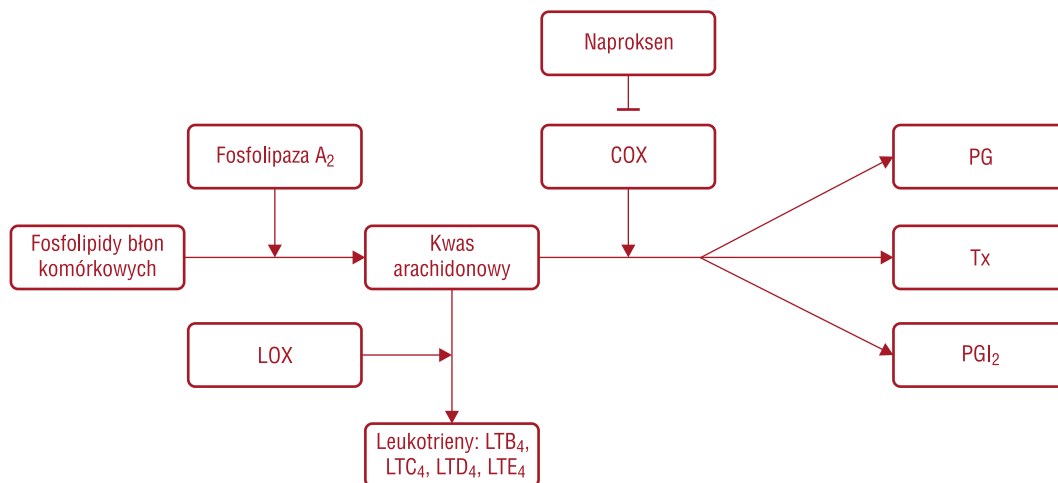 Naproksen
Fosfolipaza A₂
COX
PG
Fosfolipidy błon
komórkowych
Kwas
arachidonowy
Tx
LOX
PGI₂
Leukotrieny: LTB₄,
LTC₄, LTD₄, LTE₄